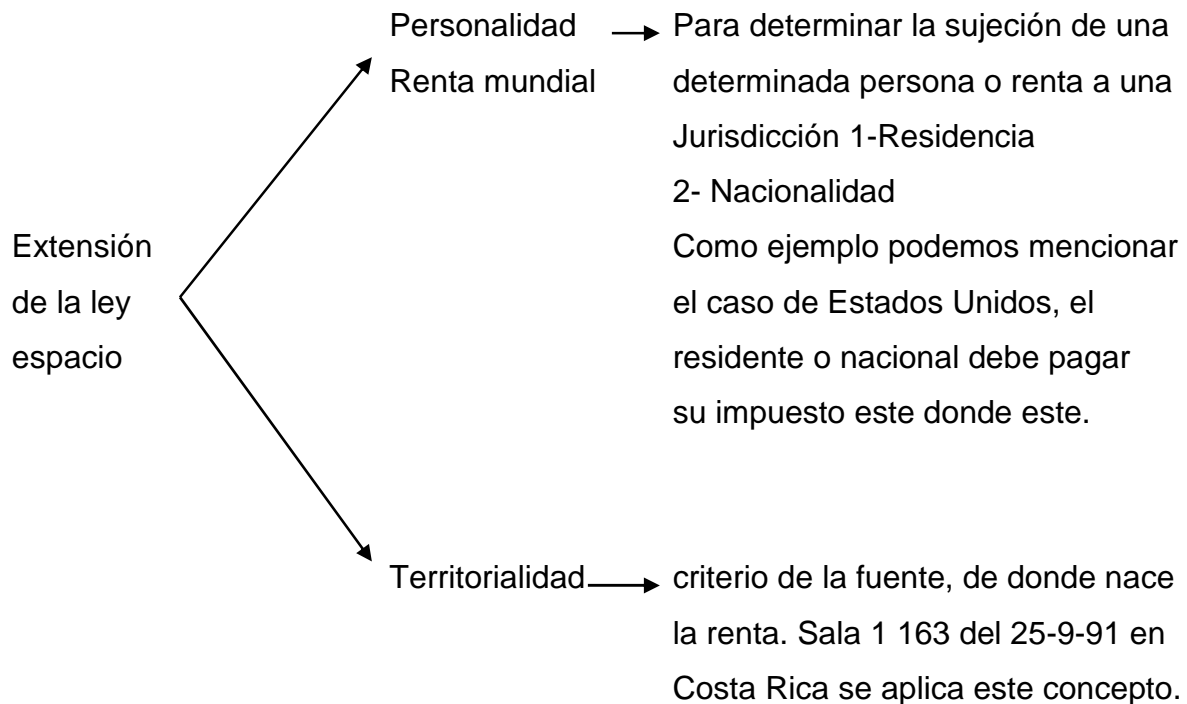 Personalidad
Renta mundial
Para determinar la sujeción de una
determinada persona o renta a una
Jurisdicción 1-Residencia
2- Nacionalidad
Como ejemplo podemos mencionar
el caso de Estados Unidos, el
residente o nacional debe pagar
su impuesto este donde este.
Extensión
de la ley
espacio
Territorialidad
criterio de la fuente, de donde nace
la renta. Sala 1 163 del 25-9-91 en
Costa Rica se aplica este concepto.